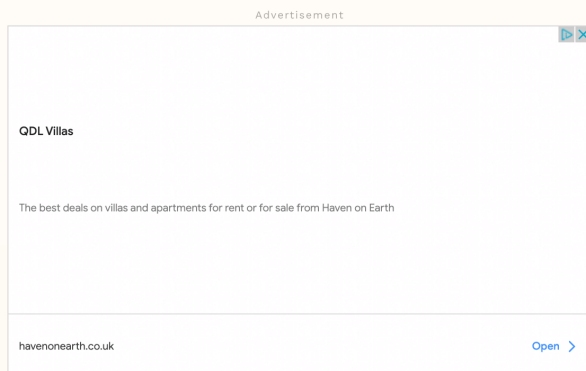 Advertisement
QDL Villas
The best deals on villas and apartments for rent or for sale from Haven on Earth
havenonearth.co.uk
Open